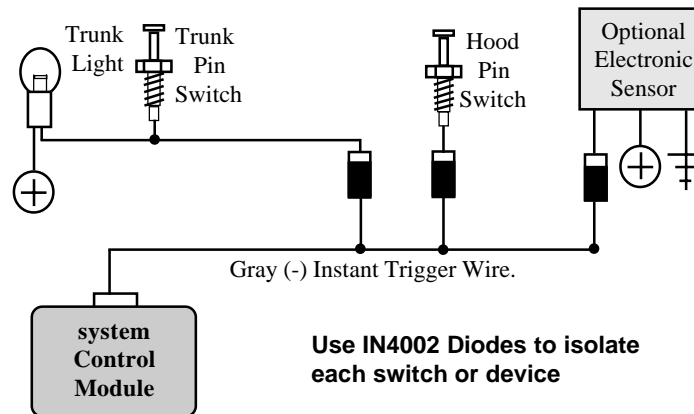 Trunk
Light
Trunk
Pin
Switch
Hood
Pin
Switch
Optional
Electronic
Sensor
Gray (-) Instant Trigger Wire.
system
Control
Module
Use IN4002 Diodes to isolate
each switch or device